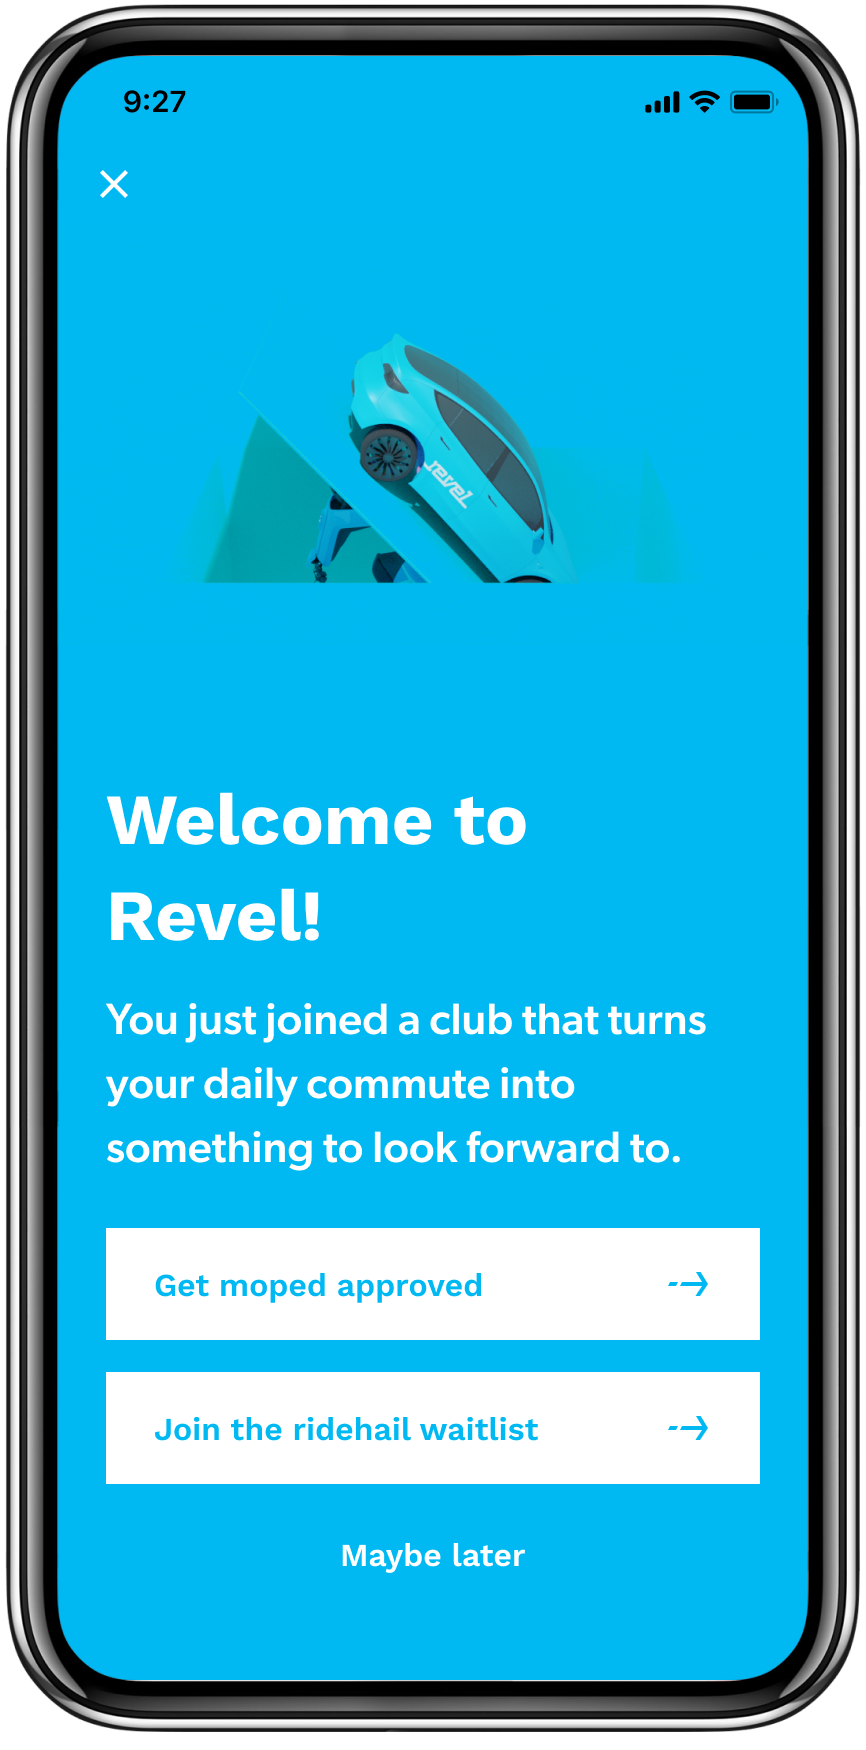 9:27
revel
Welcome to
Revel!
You just joined a club that turns
your daily commute into
something to look forward to.
Get moped approved
Join the ridehail waitlist
Maybe later